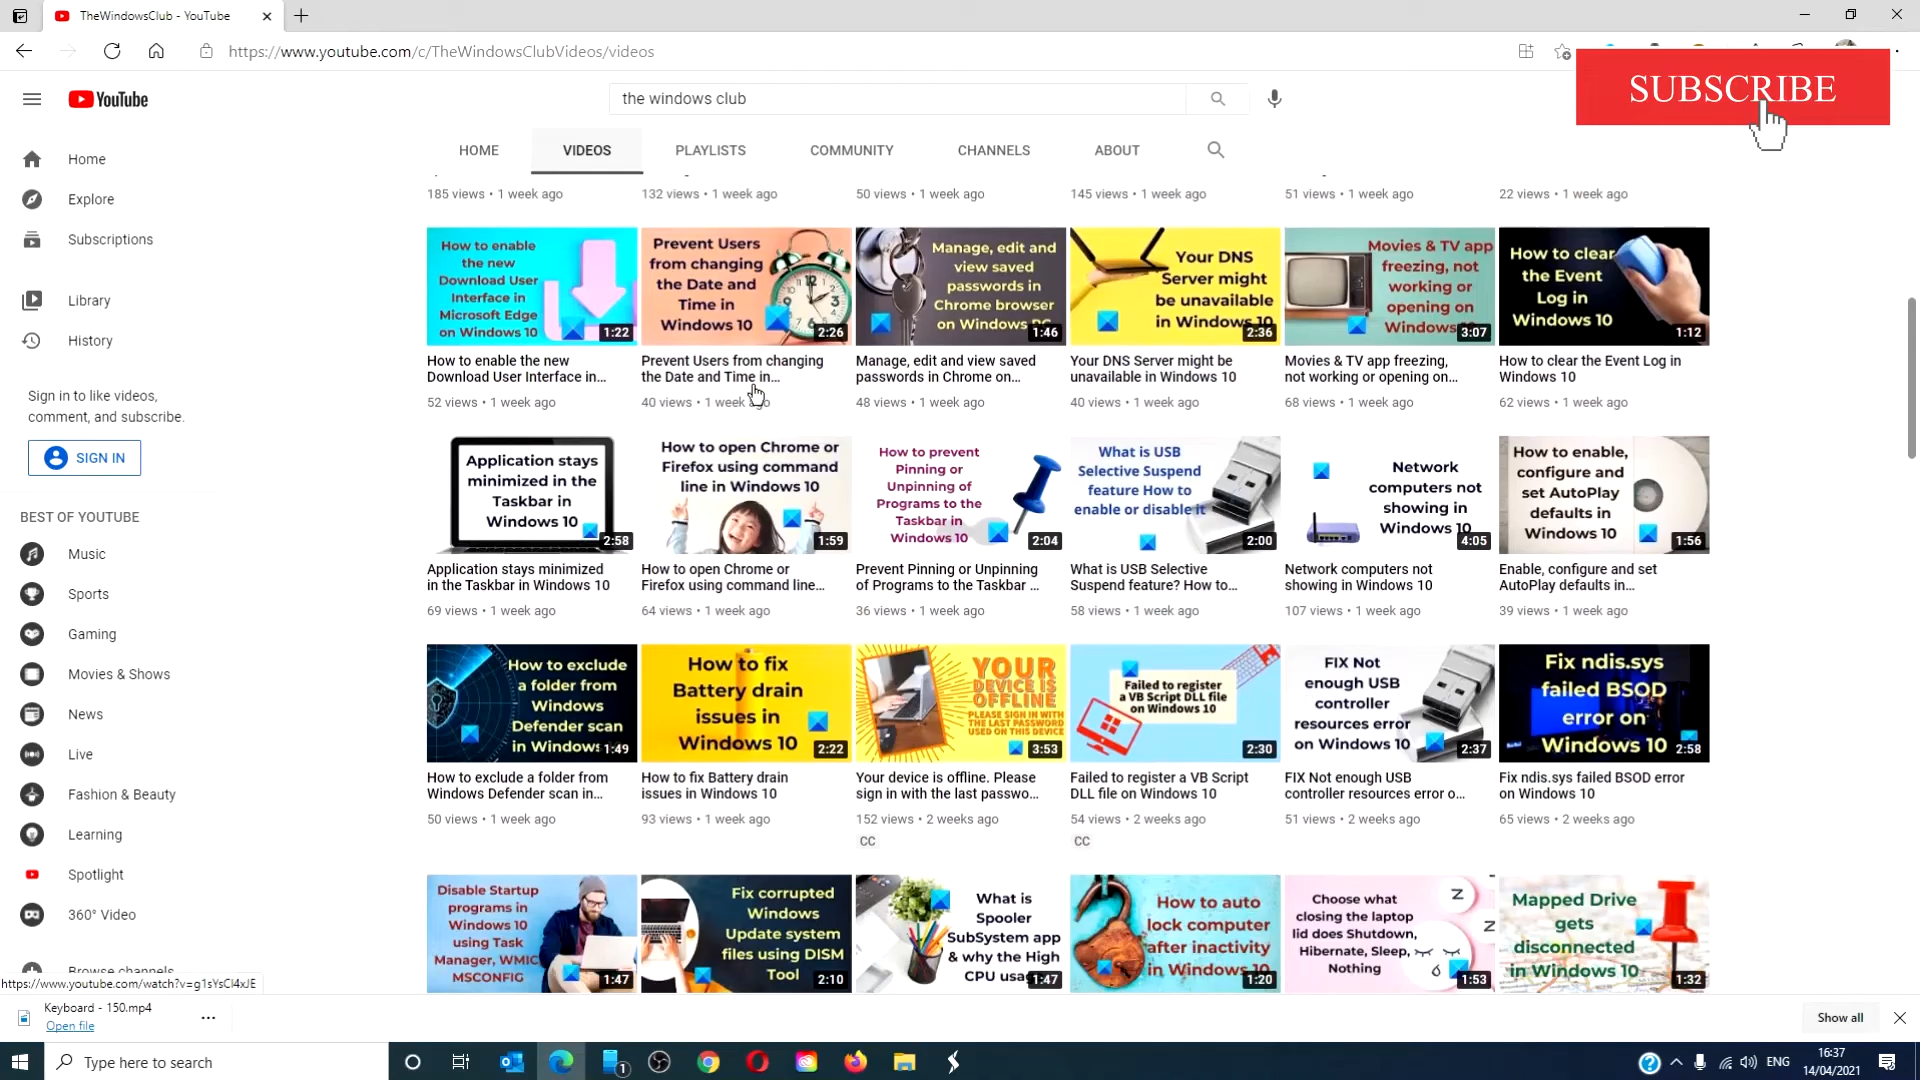 TheWindowsClub - YouTube
https://www.youtube.com/c/TheWindowsClubVideos/videos
SUBSCRIBE
YouTube
the windows club
HOME
VIDEOS
PLAYLISTS
COMMUNITY
CHANNELS
ABOUT
Home
Explore
Subscriptions
Library
History
Sign in to like videos,
comment, and subscribe.
SIGN IN
BEST OF YOUTUBE
Music
Sports
Gaming
Movies & Shows
News
Live
Fashion & Beauty
Learning
Spotlight
360° Video
Browse channels
185 views • 1 week ago
132 views • 1 week ago
50 views • 1 week ago
145 views • 1 week ago
51 views • 1 week ago
22 views • 1 week ago
How to enable
the new
Download User
Interface in
Microsoft Edge
on Windows 10
1:22
How to enable the new
Download User Interface in...
52 views • 1 week ago
Prevent Users
from changing
the Date and
Time in
Windows 10
2:26
Prevent Users from changing
the Date and Time in...
40 views • 1 week ago
Manage, edit and
view saved
passwords in
Chrome browser
on Windows PC
1:46
Manage, edit and view saved
passwords in Chrome on...
48 views • 1 week ago
Your DNS
Server might
be unavailable
in Windows 10
2:36
Your DNS Server might be
unavailable in Windows 10
40 views • 1 week ago
Movies & TV app
freezing, not
working or
opening on
Windows
3:07
Movies & TV app freezing,
not working or opening on...
68 views • 1 week ago
How to clear
the Event
Log in
Windows 10
1:12
How to clear the Event Log in
Windows 10
62 views • 1 week ago
Application stays
minimized in the
Taskbar in
Windows 10
2:58
Application stays minimized
in the Taskbar in Windows 10
69 views • 1 week ago
How to open Chrome or
Firefox using command
line in Windows 10
1:59
How to open Chrome or
Firefox using command line...
64 views • 1 week ago
How to prevent
Pinning or
Unpinning of
Programs to the
Taskbar in
Windows 10
2:04
Prevent Pinning or Unpinning
of Programs to the Taskbar ...
36 views • 1 week ago
What is USB
Selective Suspend
feature How to
enable or disable it
2:00
What is USB Selective
Suspend feature? How to...
58 views • 1 week ago
Network
computers not
showing in
Windows 10
4:05
Network computers not
showing in Windows 10
107 views • 1 week ago
How to enable,
configure and
set AutoPlay
defaults in
Windows 10
1:56
Enable, configure and set
AutoPlay defaults in...
39 views • 1 week ago
How to exclude
a folder from
Windows
Defender scan
in Windows
1:49
How to exclude a folder from
Windows Defender scan in...
50 views • 1 week ago
How to fix
Battery drain
issues in
Windows 10
2:22
How to fix Battery drain
issues in Windows 10
93 views • 1 week ago
YOUR
DEVICE IS
OFFLINE
PLEASE SIGN IN WITH
THE LAST PASSWORD
USED ON THIS DEVICE
3:53
Your device is offline. Please
sign in with the last passwo...
152 views • 2 weeks ago
CC
Failed to register
a VB Script DLL file
on Windows 10
2:30
Failed to register a VB Script
DLL file on Windows 10
54 views • 2 weeks ago
CC
FIX Not
enough USB
controller
resources error
on Windows 10
2:37
FIX Not enough USB
controller resources error o...
51 views • 2 weeks ago
Fix ndis.sys
failed BSOD
error on
Windows 10
2:58
Fix ndis.sys failed BSOD error
on Windows 10
65 views • 2 weeks ago
Disable Startup
programs in
Windows 10
using Task
Manager, WMIC
MSCONFIG
1:47
Fix corrupted
Windows
Update system
files using DISM
Tool
2:10
What is
Spooler
SubSystem app
& why the High
CPU usage
1:47
How to auto
lock computer
after inactivity
in Windows 10
1:20
Choose what
closing the laptop
lid does Shutdown,
Hibernate, Sleep,
Nothing
Z
Z
1:53
Mapped Drive
gets
disconnected
in Windows 10
1:32
https://www.youtube.com/watch?v=g1sYsCl4xJE
Keyboard - 150.mp4
Open file
Show all
Type here to search
1
ENG
16:37
14/04/2021